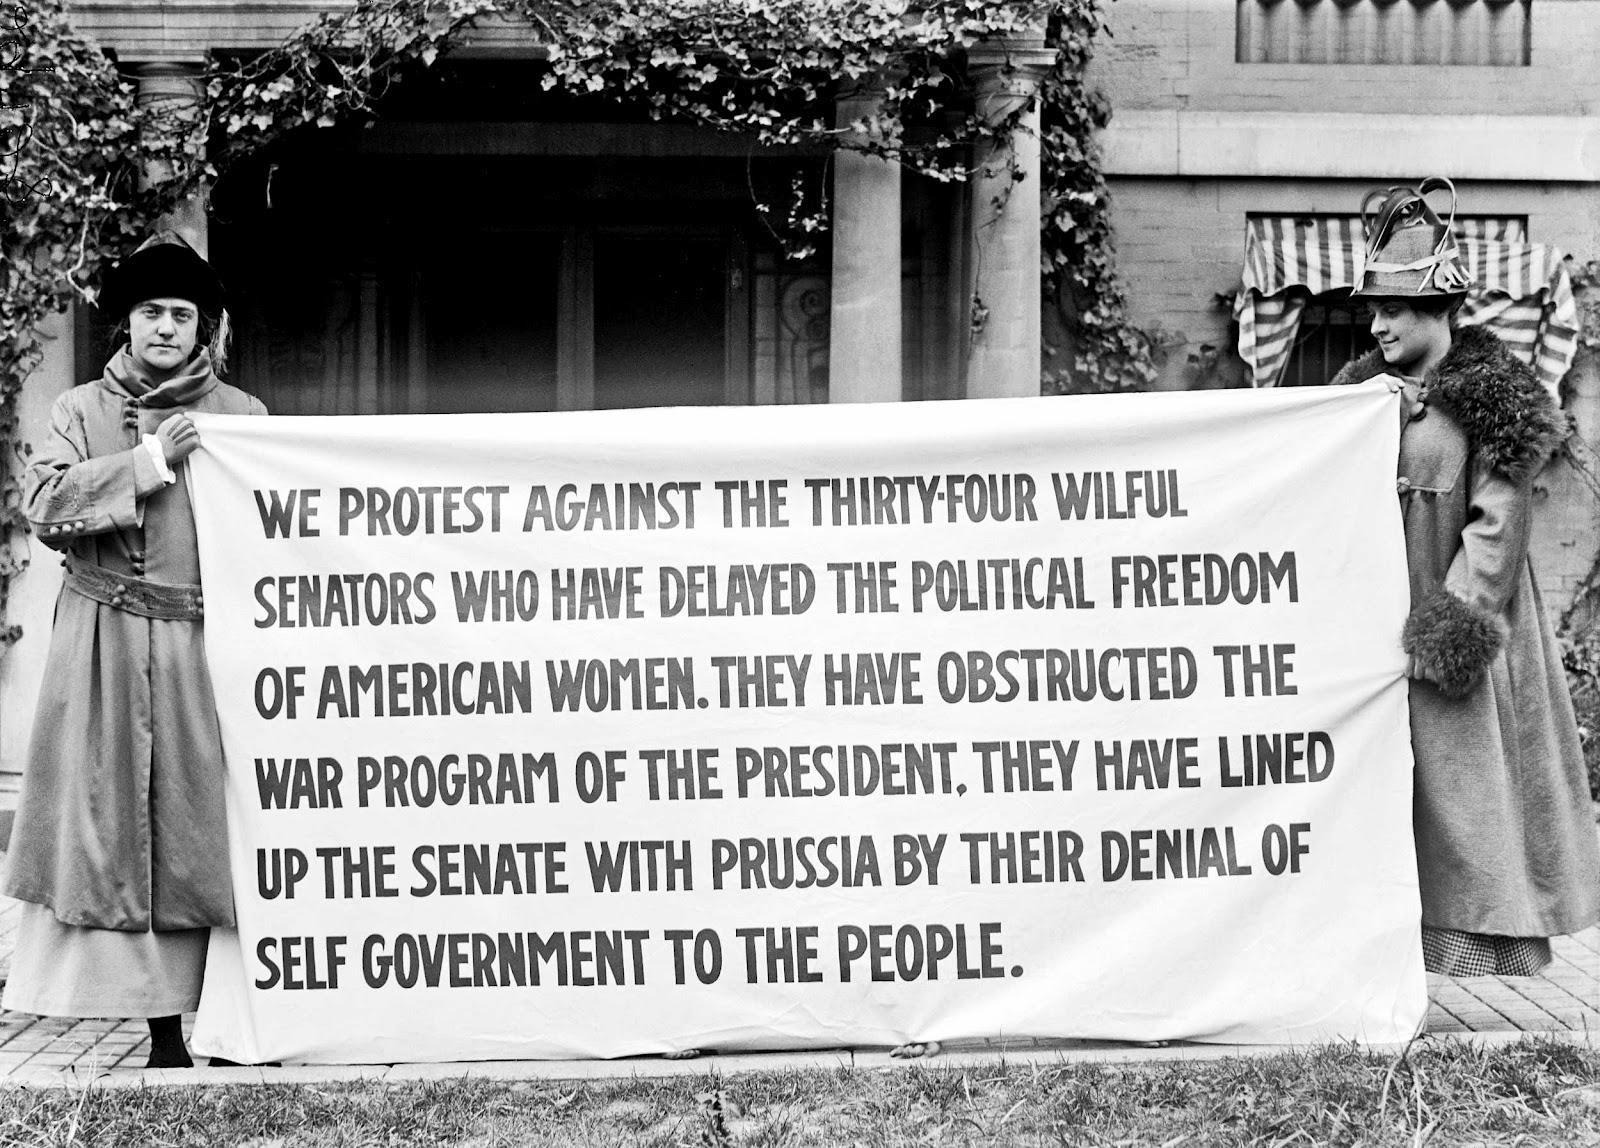 WE PROTEST AGAINST THE THIRTY-FOUR WILFUL
SENATORS WHO HAVE DELAYED THE POLITICAL FREEDOM
OF AMERICAN WOMEN. THEY HAVE OBSTRUCTED THE
WAR PROGRAM OF THE PRESIDENT. THEY HAVE LINED
UP THE SENATE WITH PRUSSIA BY THEIR DENIAL OF
SELF GOVERNMENT TO THE PEOPLE.